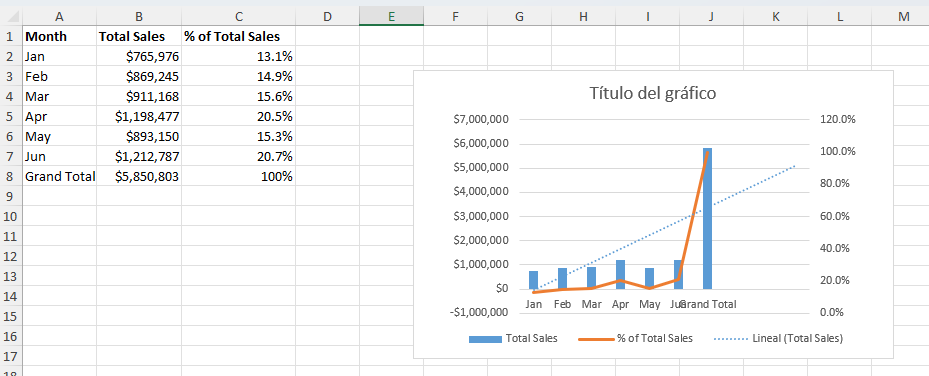 A B C D E F G H I J K L M
1 Month Total Sales % of Total Sales
2 Jan $765,976 13.1%
3 Feb $869,245 14.9%
4 Mar $911,168 15.6%
5 Apr $1,198,477 20.5%
6 May $893,150 15.3%
7 Jun $1,212,787 20.7%
8 Grand Total $5,850,803 100%
9
10
11
12
13
14
15
16
17
18
Título del gráfico
$7,000,000 120.0%
$6,000,000 100.0%
$5,000,000 80.0%
$4,000,000
$3,000,000 60.0%
$2,000,000 40.0%
$1,000,000 20.0%
$0
-$1,000,000 0.0%
Jan Feb Mar Apr May Jun Grand Total
Total Sales % of Total Sales Lineal (Total Sales)